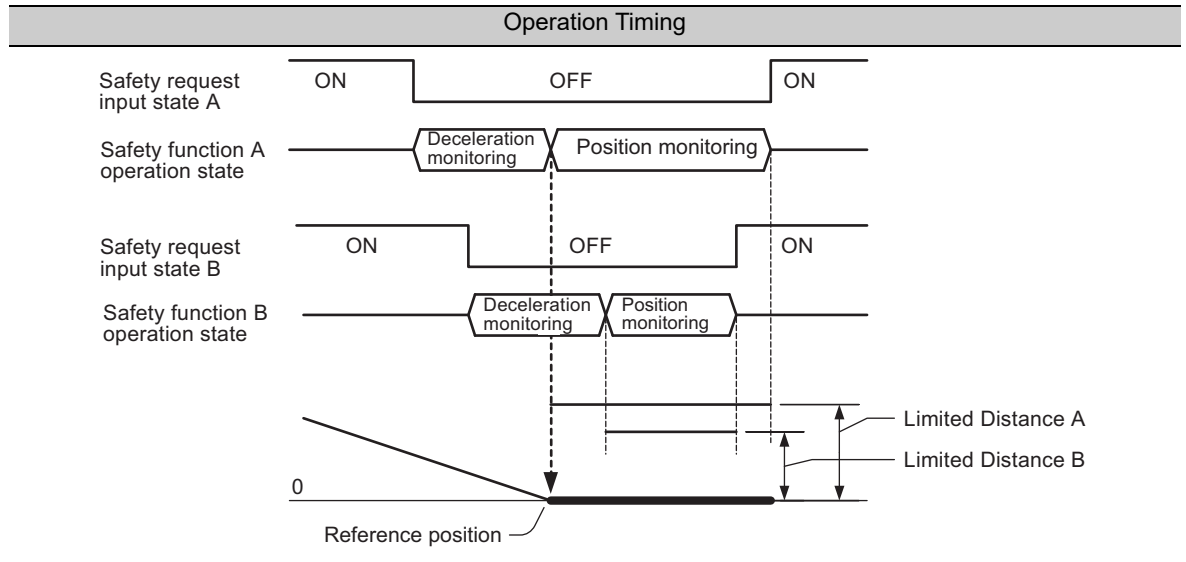 Operation Timing
Safety request
input state A
ON
OFF
ON
Safety function A
operation state
Deceleration
monitoring
Position monitoring
Safety request
input state B
ON
OFF
ON
Safety function B
operation state
Deceleration
monitoring
Position
monitoring
Limited Distance A
Limited Distance B
0
Reference position